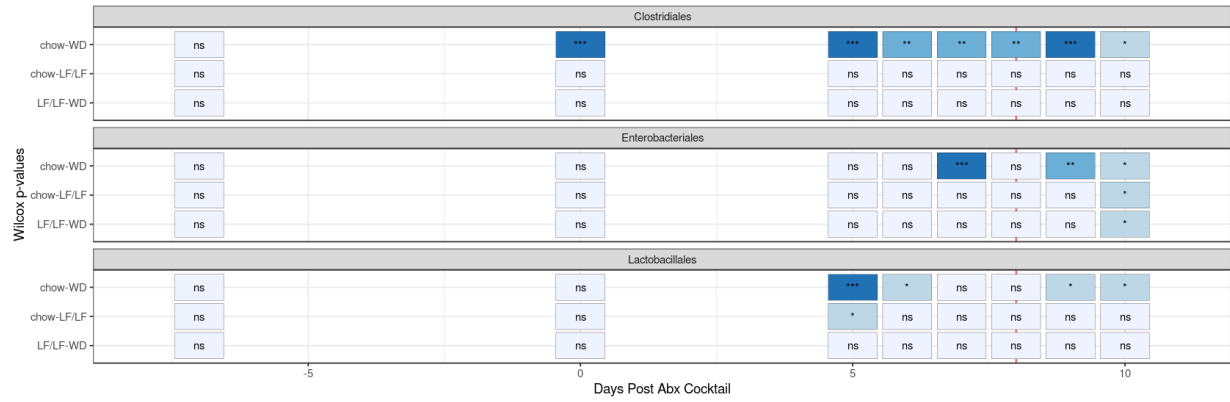 Clostridiales
chow-WD ns *** *** ** ** ** *** *
chow-LF/LF ns ns ns ns ns ns ns ns
LF/LF-WD ns ns ns ns ns ns ns ns
Enterobacteriales
chow-WD ns ns ns ns *** ns ** *
chow-LF/LF ns ns ns ns ns ns ns *
LF/LF-WD ns ns ns ns ns ns ns *
Lactobacillales
chow-WD ns ns *** * ns ns * *
chow-LF/LF ns ns * ns ns ns ns ns
LF/LF-WD ns ns ns ns ns ns ns ns
-5 0 5 10
Days Post Abx Cocktail
Wilcox p-values